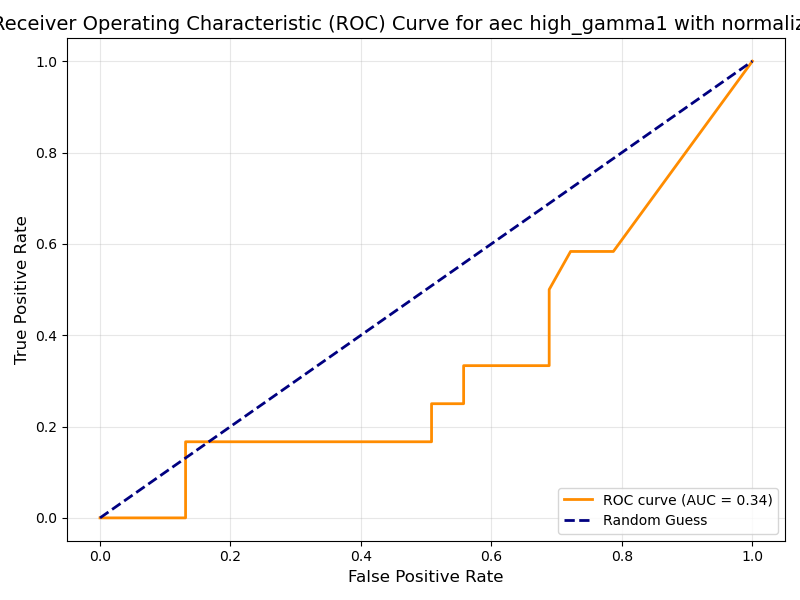 Receiver Operating Characteristic (ROC) Curve for aec high_gamma1 with
1.0
0.8
0.6
0.4
0.2
0.0
True Positive Rate
ROC curve (AUC = 0.34)
Random Guess
0.0 0.2 0.4 0.6 0.8 1.0
False Positive Rate